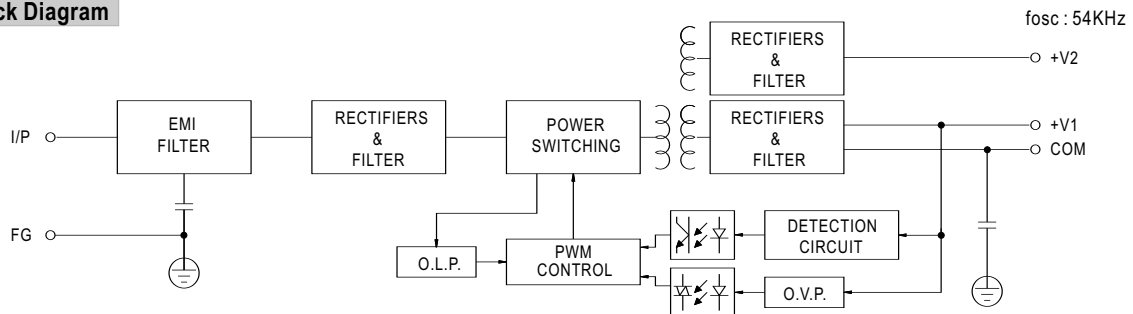 ck Diagram
fosc : 54KHz
RECTIFIERS
&
FILTER
+V2
I/P
EMI
FILTER
RECTIFIERS
&
FILTER
POWER
SWITCHING
RECTIFIERS
&
FILTER
+V1
COM
FG
O.L.P.
PWM
CONTROL
DETECTION
CIRCUIT
O.V.P.